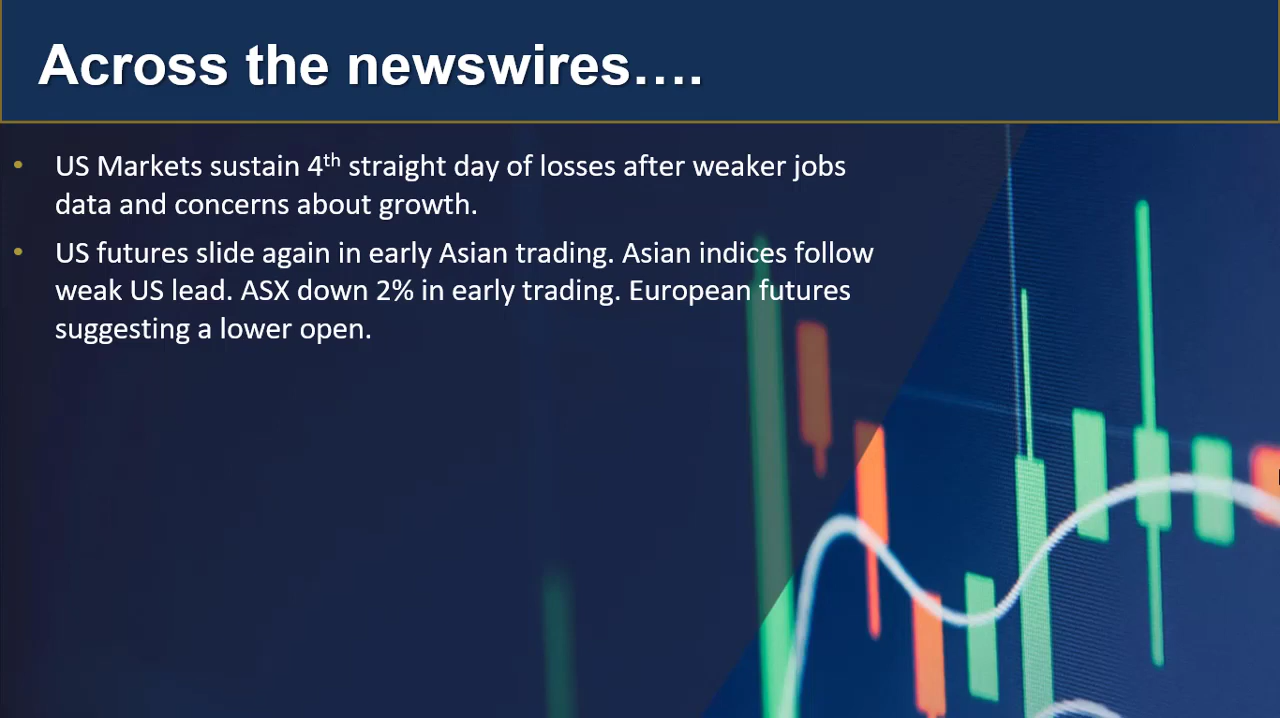 Across the newswires….
• US Markets sustain 4th straight day of losses after weaker jobs
data and concerns about growth.
• US futures slide again in early Asian trading. Asian indices follow
weak US lead. ASX down 2% in early trading. European futures
suggesting a lower open.